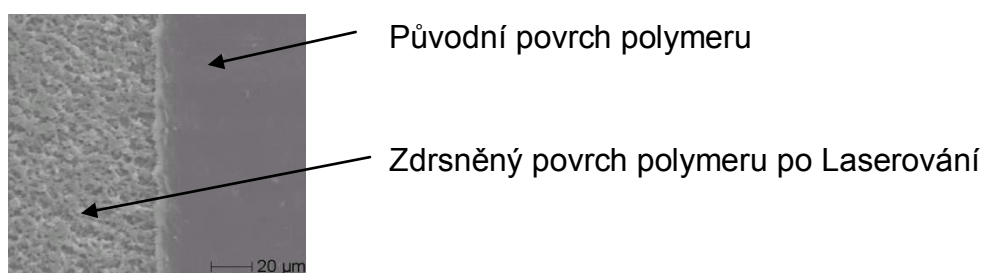 Původní povrch polymeru
Zdrsněný povrch polymeru po Laserování
20 µm